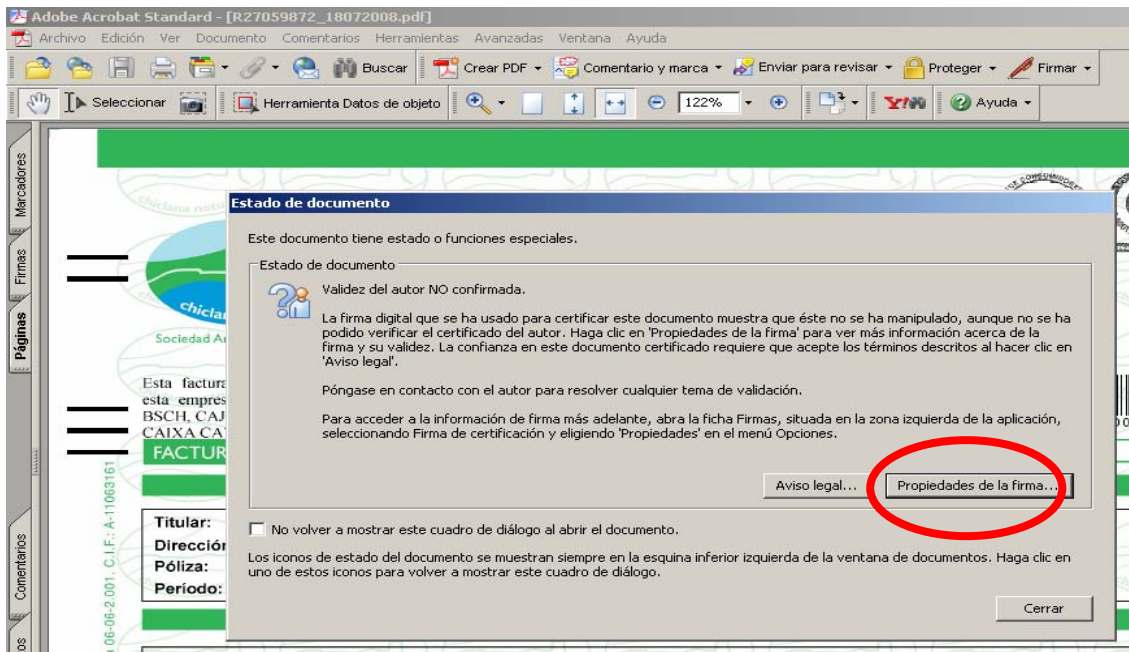 Adobe Acrobat Standard - [R27059872_18072008.pdf]
Archivo Edición Ver Documento Comentarios Herramientas Avanzadas Ventana Ayuda
Buscar Crear PDF Comentario y marca Enviar para revisar Proteger Firmar
Seleccionar Herramienta Datos de objeto 122% Y! Ayuda
Marcadores
Firmas
Páginas
Comentarios
chiclana natu
Estado de documento
Este documento tiene estado o funciones especiales.
Estado de documento
Validez del autor NO confirmada.
La firma digital que se ha usado para certificar este documento muestra que éste no se ha manipulado, aunque no se ha
podido verificar el certificado del autor. Haga clic en 'Propiedades de la firma' para ver más información acerca de la
firma y su validez. La confianza en este documento certificado requiere que acepte los términos descritos al hacer clic en
'Aviso legal'.
Póngase en contacto con el autor para resolver cualquier tema de validación.
Para acceder a la información de firma más adelante, abra la ficha Firmas, situada en la zona izquierda de la aplicación,
seleccionando Firma de certificación y eligiendo 'Propiedades' en el menú Opciones.
Aviso legal... Propiedades de la firma...
No volver a mostrar este cuadro de diálogo al abrir el documento.
Los iconos de estado del documento se muestran siempre en la esquina inferior izquierda de la ventana de documentos. Haga clic en
uno de estos iconos para volver a mostrar este cuadro de diálogo.
Cerrar
chiclan
Sociedad A
Esta factura
esta empres
BSCH, CAJ
CAIXA CA
FACTUR
Titular:
Dirección
Póliza:
Período:
06-06-2.001. C.I.F.: A-11063161